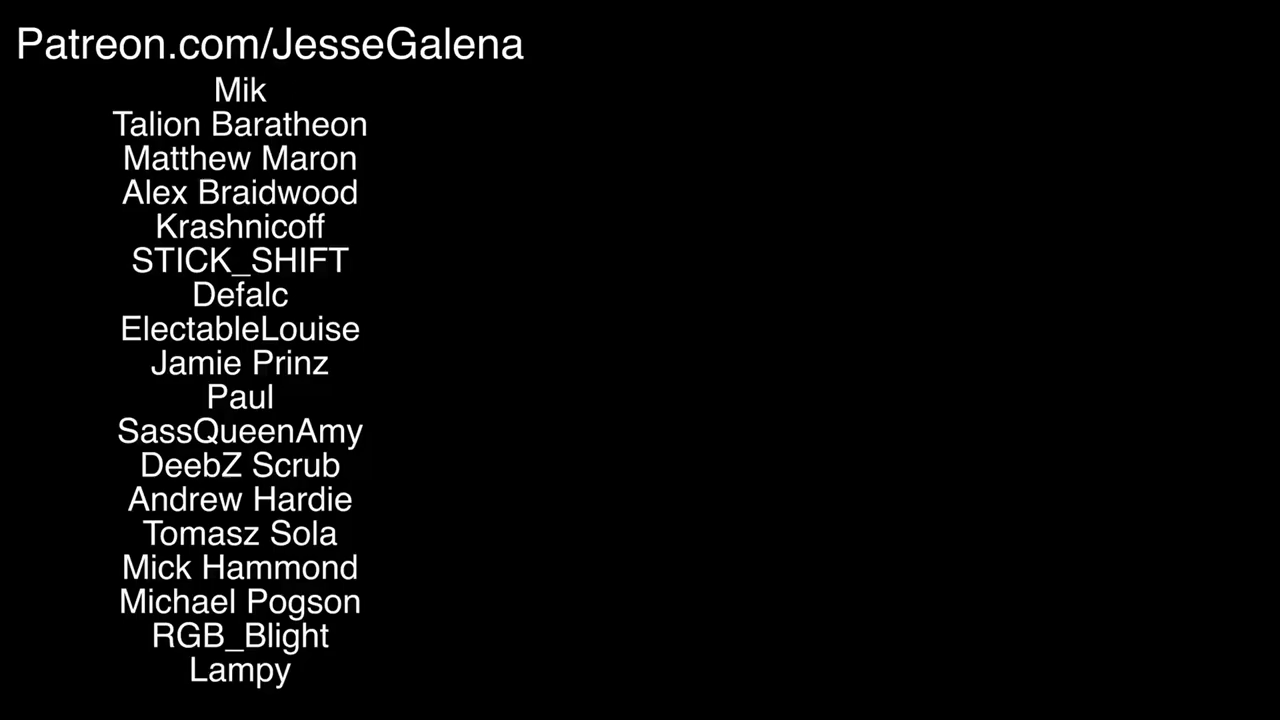 Patreon.com/JesseGalena
Mik
Talion Baratheon
Matthew Maron
Alex Braidwood
Krashnicoff
STICK_SHIFT
Defalc
ElectableLouise
Jamie Prinz
Paul
SassQueenAmy
DeebZ Scrub
Andrew Hardie
Tomasz Sola
Mick Hammond
Michael Pogson
RGB_Blight
Lampy